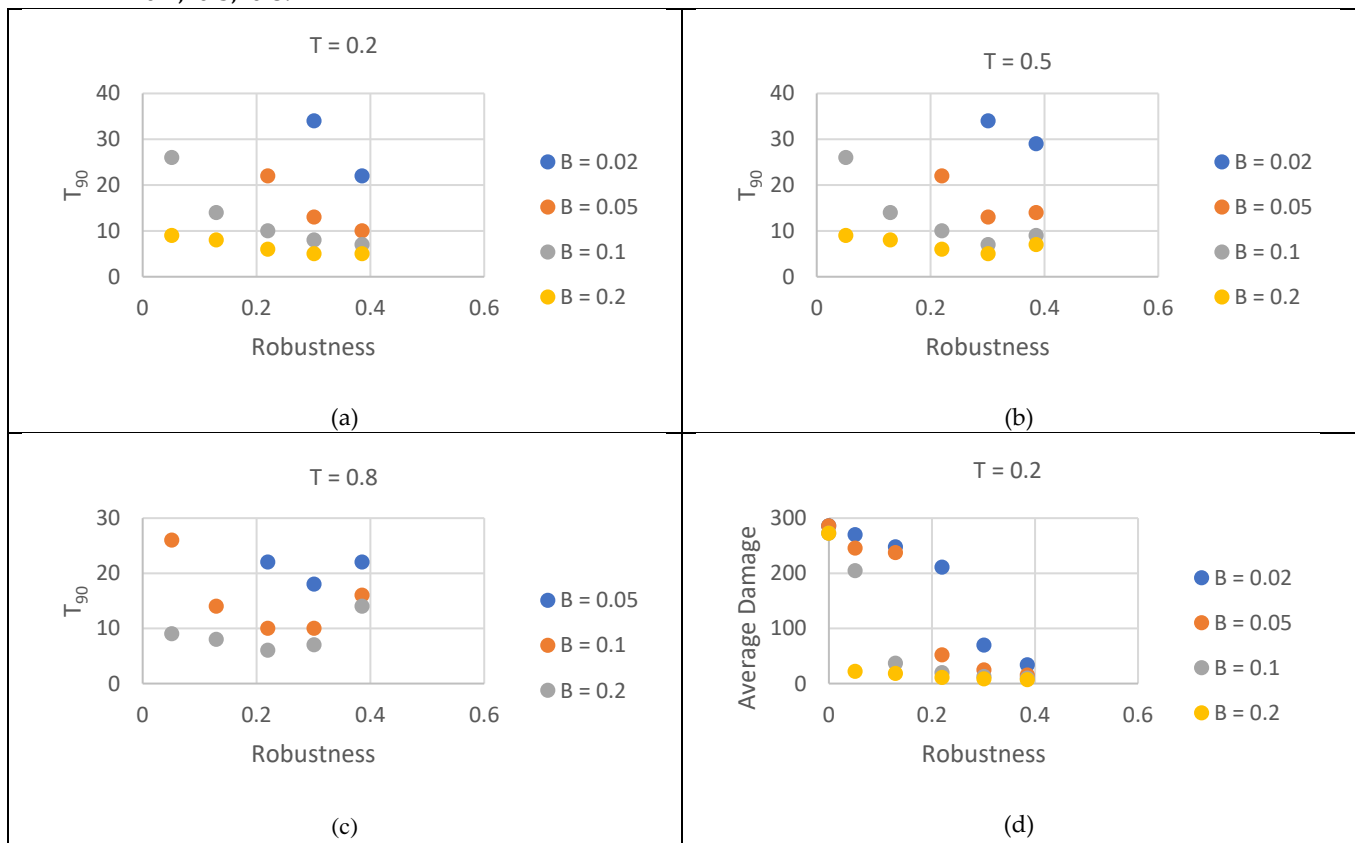 T = 0.2
40
30
20
10
0
T90
0 0.2 0.4 0.6
Robustness
B = 0.02
B = 0.05
B = 0.1
B = 0.2
(a)
T = 0.5
40
30
20
10
0
T90
0 0.2 0.4 0.6
Robustness
B = 0.02
B = 0.05
B = 0.1
B = 0.2
(b)
T = 0.8
30
20
10
0
T90
0 0.2 0.4 0.6
Robustness
B = 0.05
B = 0.1
B = 0.2
(c)
T = 0.2
300
200
100
0
Average Damage
0 0.2 0.4 0.6
Robustness
B = 0.02
B = 0.05
B = 0.1
B = 0.2
(d)